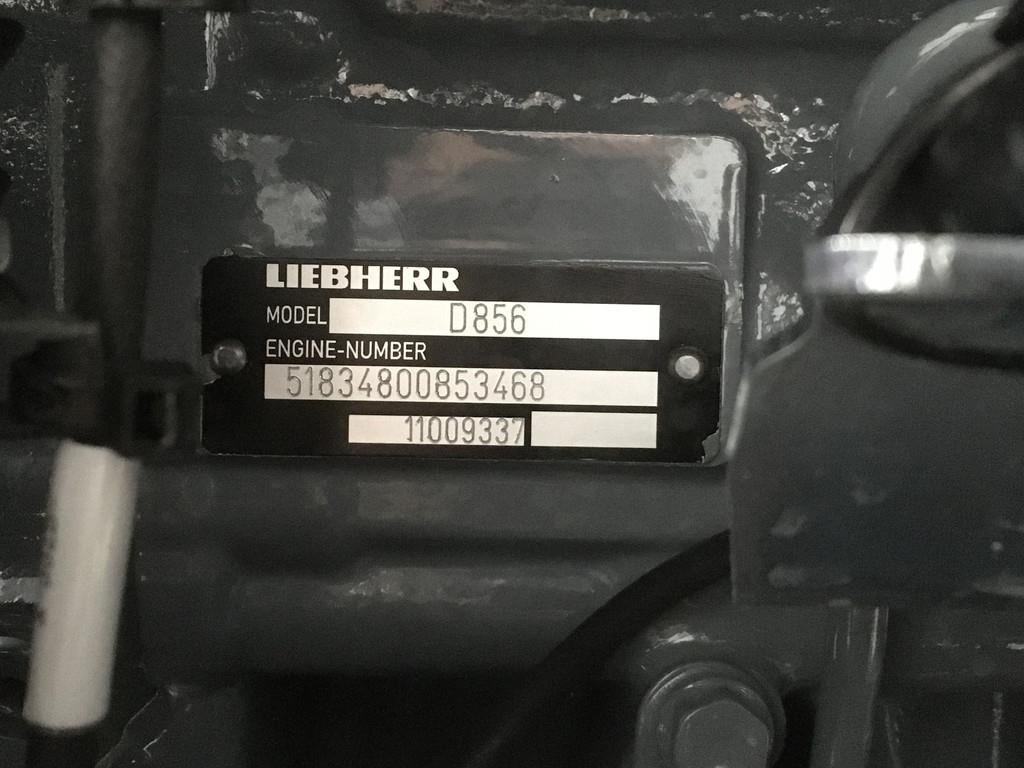 LIEBHERR
MODEL D856
ENGINE-NUMBER
51834800853468
11009337